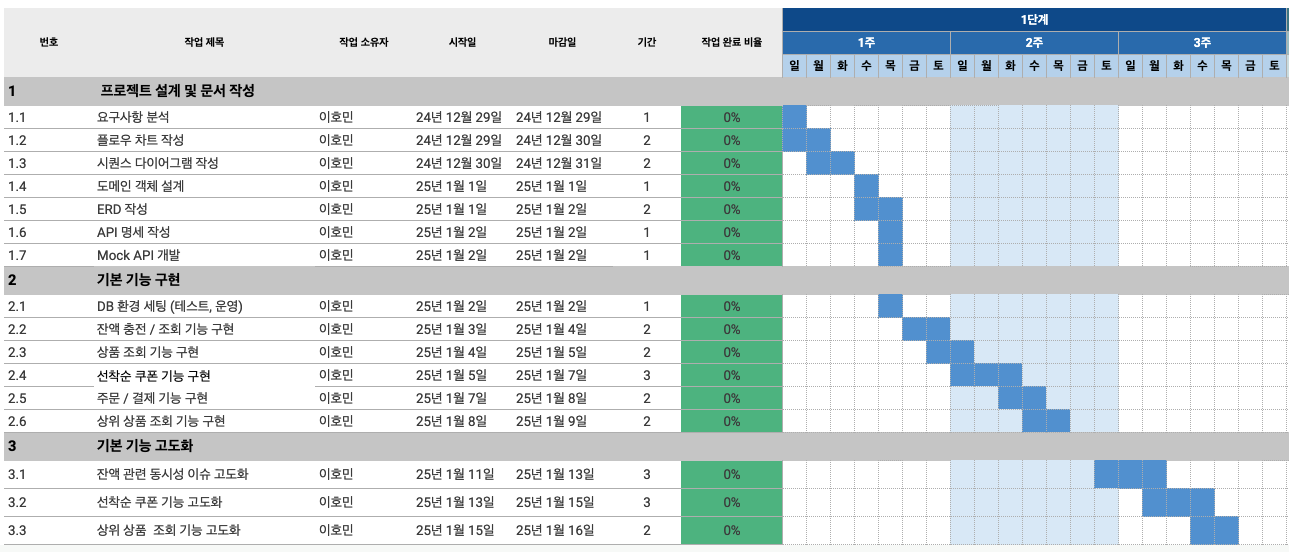 1단계
번호 작업 제목 작업 소유자 시작일 마감일 기간 작업 완료 비율 1주 2주 3주
일 월 화 수 목 금 토 일 월 화 수 목 금 토 일 월 화 수 목 금 토
1 프로젝트 설계 및 문서 작성
1.1 요구사항 분석 이호민 24년 12월 29일 24년 12월 29일 1 0%
1.2 플로우 차트 작성 이호민 24년 12월 29일 24년 12월 30일 2 0%
1.3 시퀀스 다이어그램 작성 이호민 24년 12월 30일 24년 12월 31일 2 0%
1.4 도메인 객체 설계 이호민 25년 1월 1일 25년 1월 1일 1 0%
1.5 ERD 작성 이호민 25년 1월 1일 25년 1월 2일 2 0%
1.6 API 명세 작성 이호민 25년 1월 2일 25년 1월 2일 1 0%
1.7 Mock API 개발 이호민 25년 1월 2일 25년 1월 2일 1 0%
2 기본 기능 구현
2.1 DB 환경 세팅 (테스트, 운영) 이호민 25년 1월 2일 25년 1월 2일 1 0%
2.2 잔액 충전 / 조회 기능 구현 이호민 25년 1월 3일 25년 1월 4일 2 0%
2.3 상품 조회 기능 구현 이호민 25년 1월 4일 25년 1월 5일 2 0%
2.4 선착순 쿠폰 기능 구현 이호민 25년 1월 5일 25년 1월 7일 3 0%
2.5 주문 / 결제 기능 구현 이호민 25년 1월 7일 25년 1월 8일 2 0%
2.6 상위 상품 조회 기능 구현 이호민 25년 1월 8일 25년 1월 9일 2 0%
3 기본 기능 고도화
3.1 잔액 관련 동시성 이슈 고도화 이호민 25년 1월 11일 25년 1월 13일 3 0%
3.2 선착순 쿠폰 기능 고도화 이호민 25년 1월 13일 25년 1월 15일 3 0%
3.3 상위 상품 조회 기능 고도화 이호민 25년 1월 15일 25년 1월 16일 2 0%